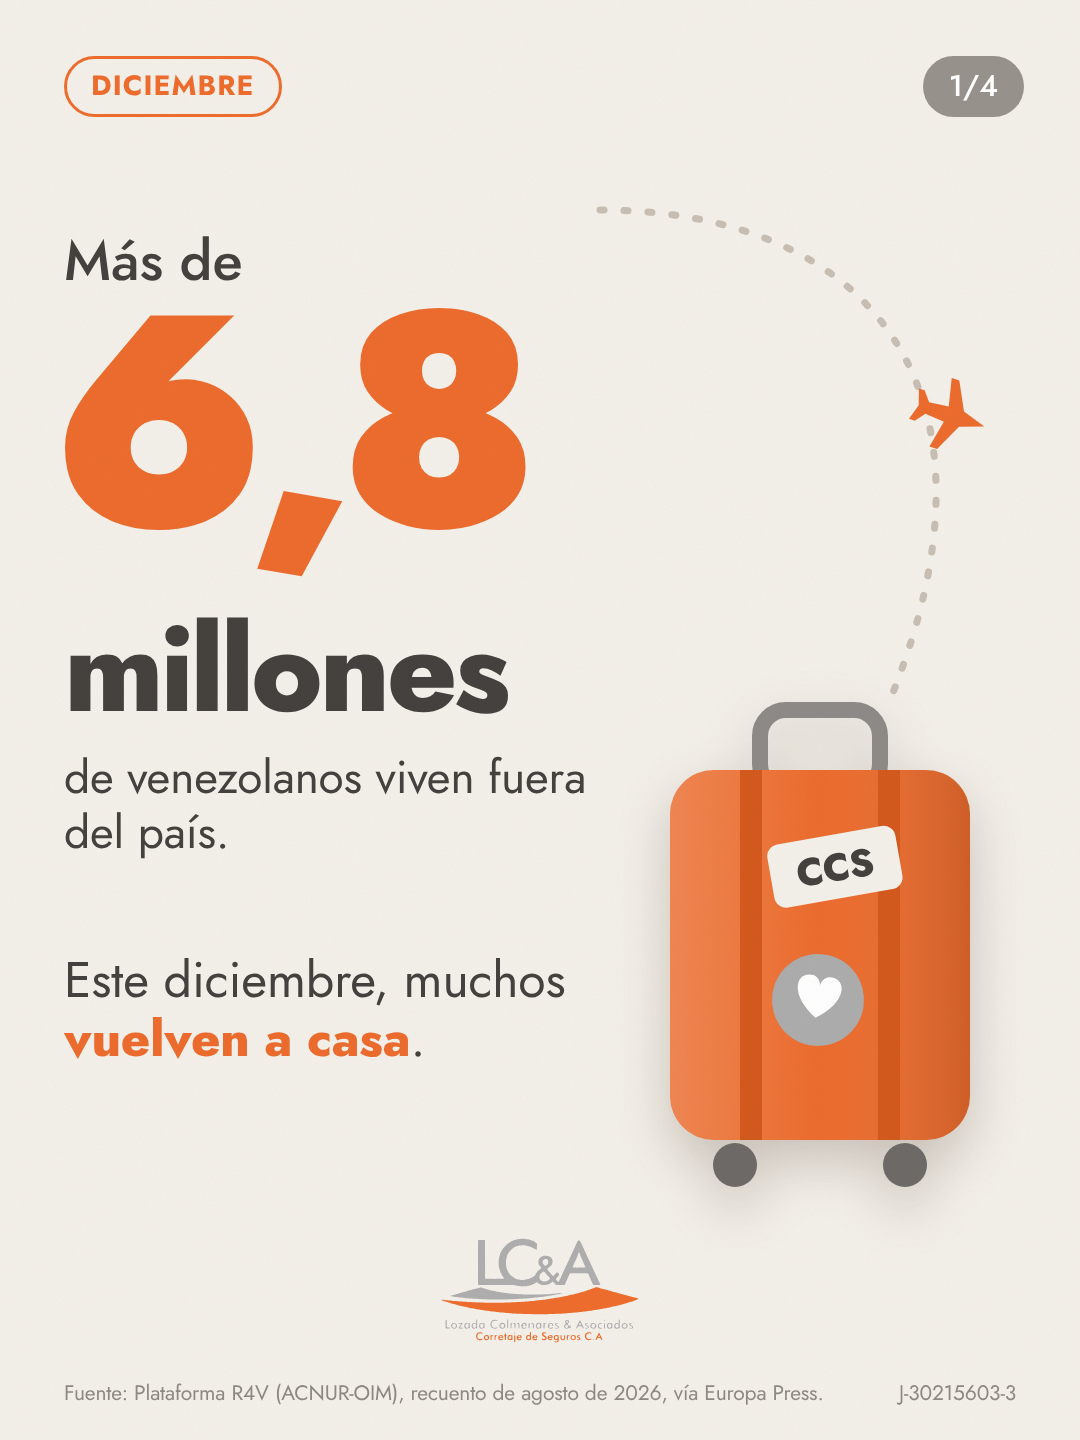 DICIEMBRE
1/4
Más de
6,8
millones
de venezolanos viven fuera
del país.
ccs
Este diciembre, muchos
vuelven a casa.
LC&A
Lozada Colmenares & Asociados
Corretaje de Seguros C.A
Fuente: Plataforma R4V (ACNUR-OIM), recuento de agosto de 2026, vía Europa Press.
J-30215603-3